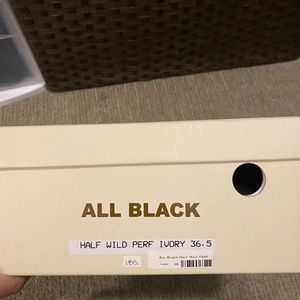 ALL BLACK
HALF WILD PERF IVORY 36.5
All Black Half Wild Perf.